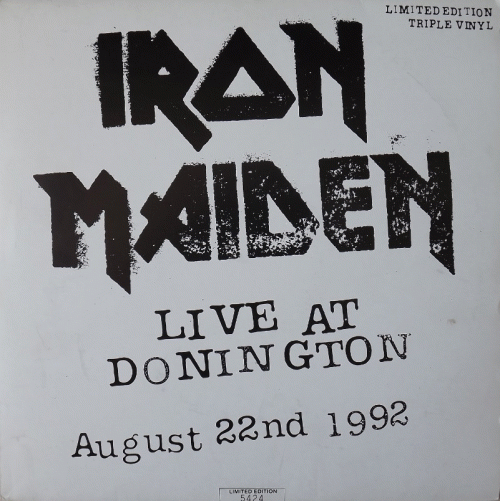 LIMITED EDITION
TRIPLE VINYL
IRON
MAIDEN
LIVE AT
DONINGTON
August 22nd 1992
LIMITED EDITION
5424